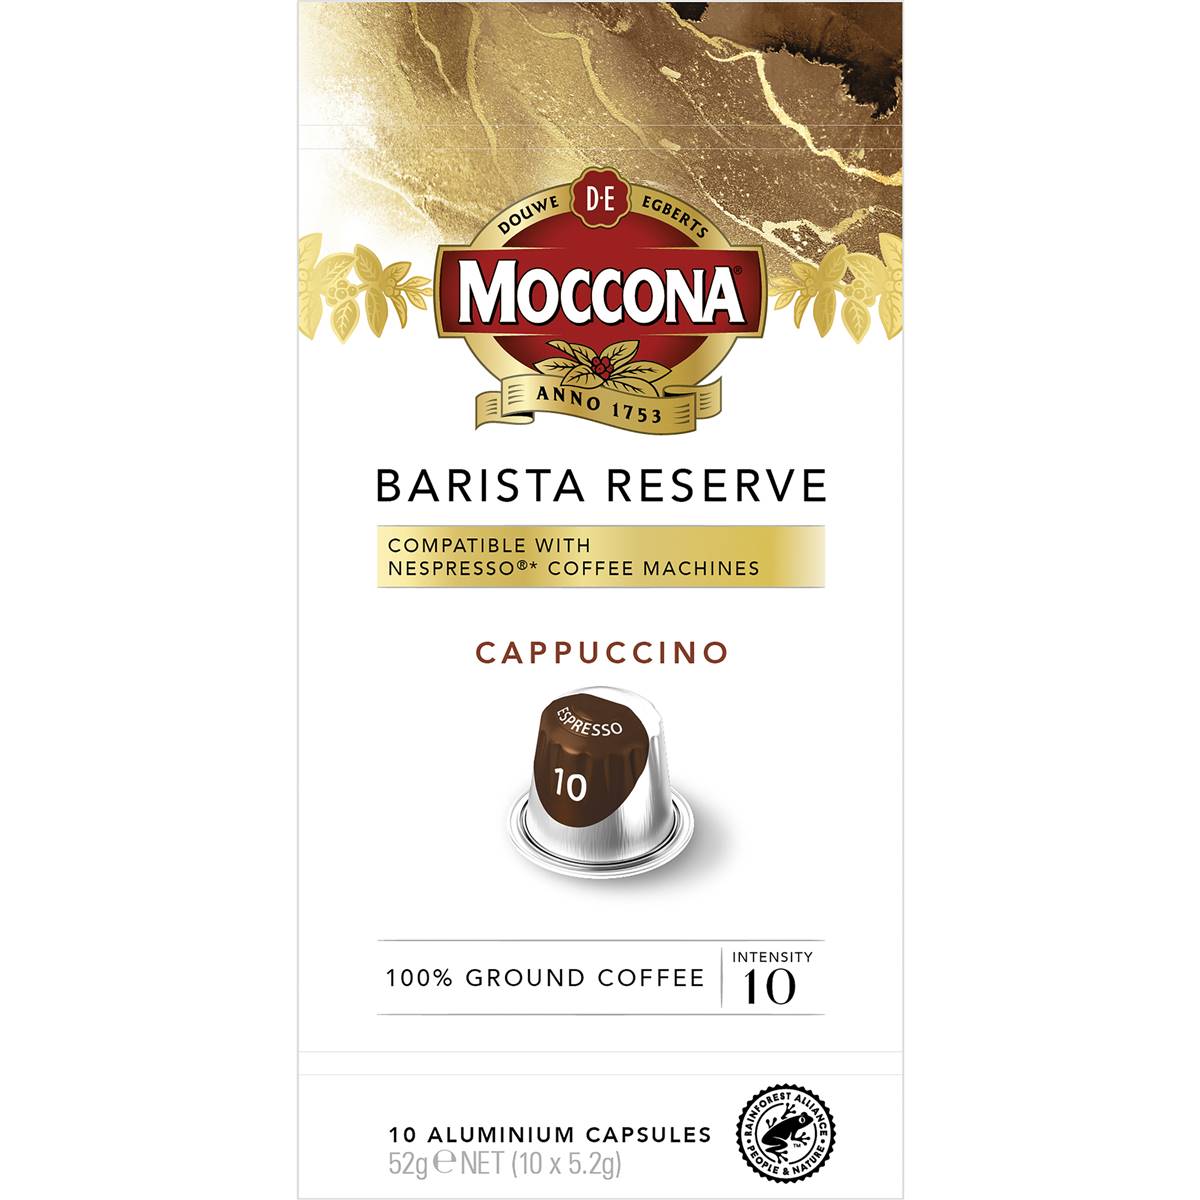 D·E
DOUWE EGBERTS
MOCCONA®
ANNO 1753
BARISTA RESERVE
COMPATIBLE WITH
NESPRESSO®* COFFEE MACHINES
CAPPUCCINO
ESPRESSO
10
100% GROUND COFFEE
INTENSITY
10
10 ALUMINIUM CAPSULES
52g ℮ NET (10 x 5.2g)
RAINFOREST ALLIANCE
PEOPLE & NATURE
TM